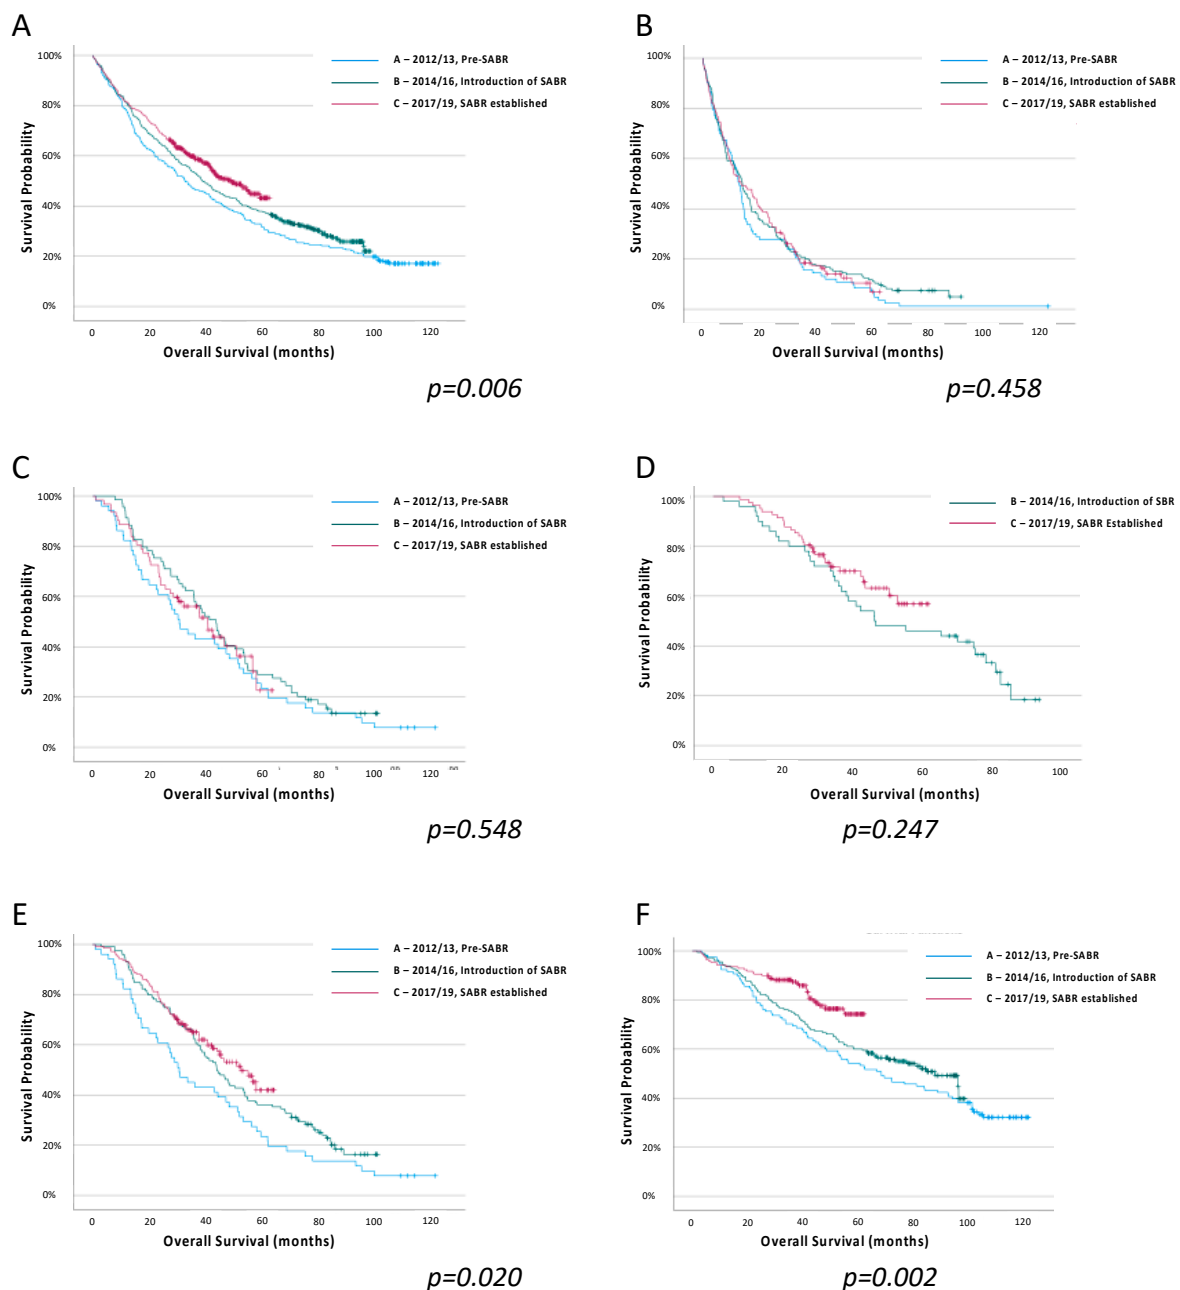 A
100%
80%
60%
40%
20%
0%
Survival Probability
A – 2012/13, Pre-SABR
B – 2014/16, Introduction of SABR
C – 2017/19, SABR established
0 20 40 60 80 100 120
Overall Survival (months)
p=0.006
B
100%
80%
60%
40%
20%
0%
Survival Probability
A – 2012/13, Pre-SABR
B – 2014/16, Introduction of SABR
C – 2017/19, SABR established
0 20 40 60 80 100 120
Overall Survival (months)
p=0.458
C
100%
80%
60%
40%
20%
0%
Survival Probability
A – 2012/13, Pre-SABR
B – 2014/16, Introduction of SABR
C – 2017/19, SABR established
0 20 40 60 80 100 120
Overall Survival (months)
p=0.548
D
100%
80%
60%
40%
20%
0%
Survival Probability
B – 2014/16, Introduction of SBR
C – 2017/19, SABR Established
0 20 40 60 80 100
Overall Survival (months)
p=0.247
E
100%
80%
60%
40%
20%
0%
Survival Probability
A – 2012/13, Pre-SABR
B – 2014/16, Introduction of SABR
C – 2017/19, SABR established
0 20 40 60 80 100 120
Overall Survival (months)
p=0.020
F
100%
80%
60%
40%
20%
0%
Survival Probability
A – 2012/13, Pre-SABR
B – 2014/16, Introduction of SABR
C – 2017/19, SABR established
0 20 40 60 80 100 120
Overall Survival (months)
p=0.002